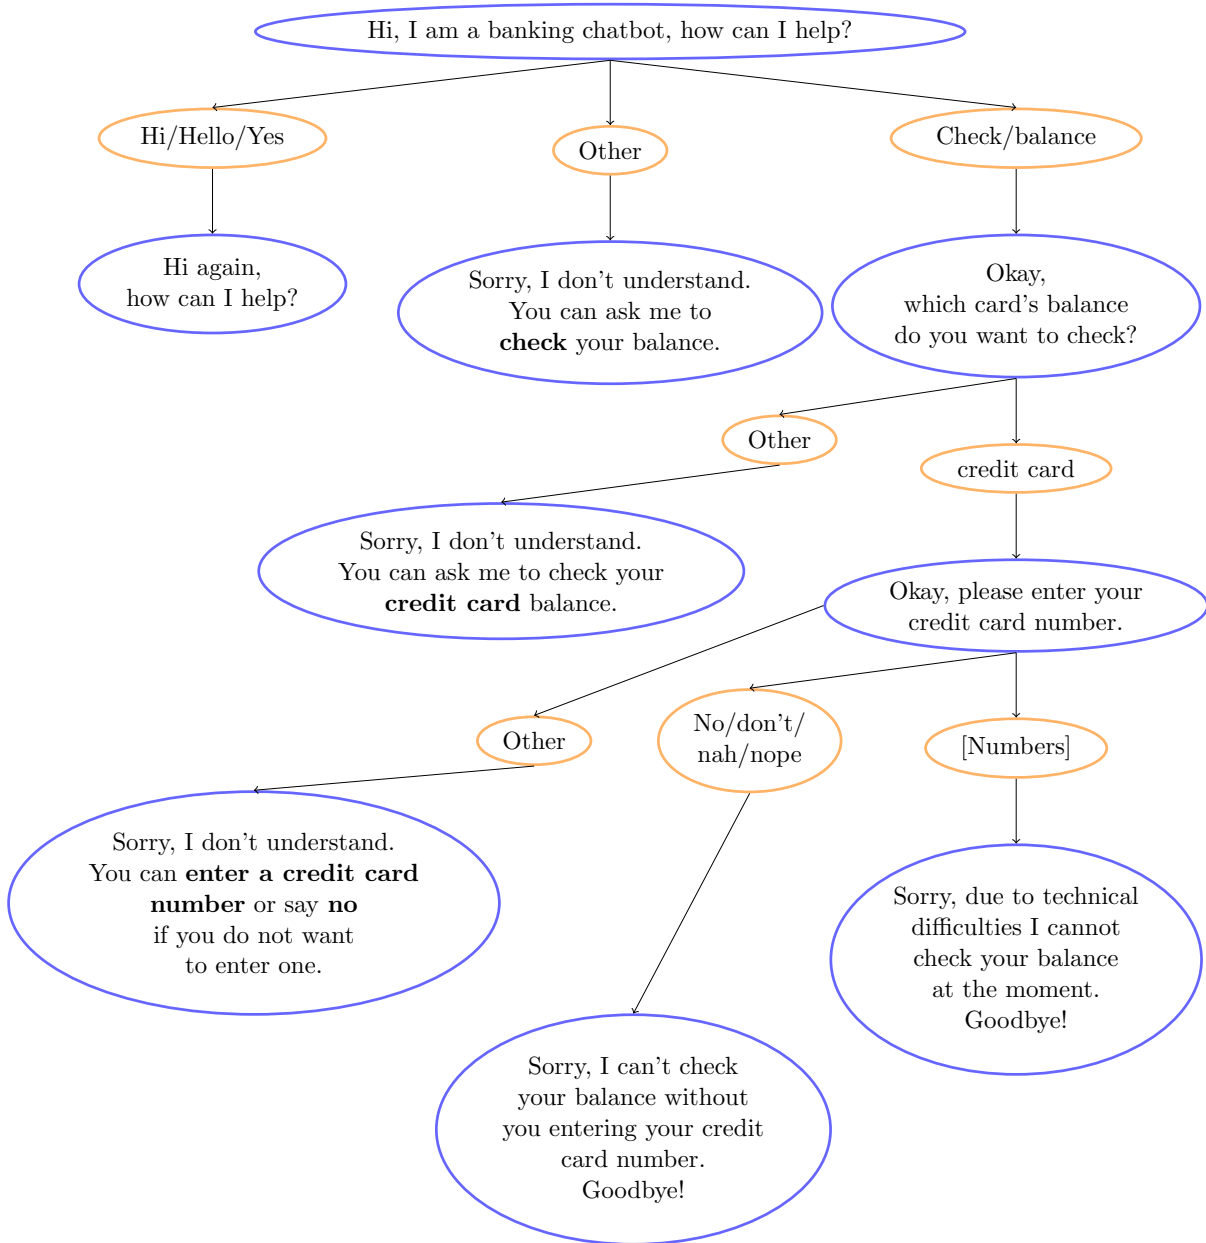 Hi, I am a banking chatbot, how can I help?
Hi/Hello/Yes
Other
Check/balance
Hi again,
how can I help?
Sorry, I don't understand.
You can ask me to
check your balance.
Okay,
which card's balance
do you want to check?
Other
credit card
Sorry, I don't understand.
You can ask me to check your
credit card balance.
Okay, please enter your
credit card number.
Other
No/don't/
nah/nope
[Numbers]
Sorry, I don't understand.
You can enter a credit card
number or say no
if you do not want
to enter one.
Sorry, due to technical
difficulties I cannot
check your balance
at the moment.
Goodbye!
Sorry, I can't check
your balance without
you entering your credit
card number.
Goodbye!